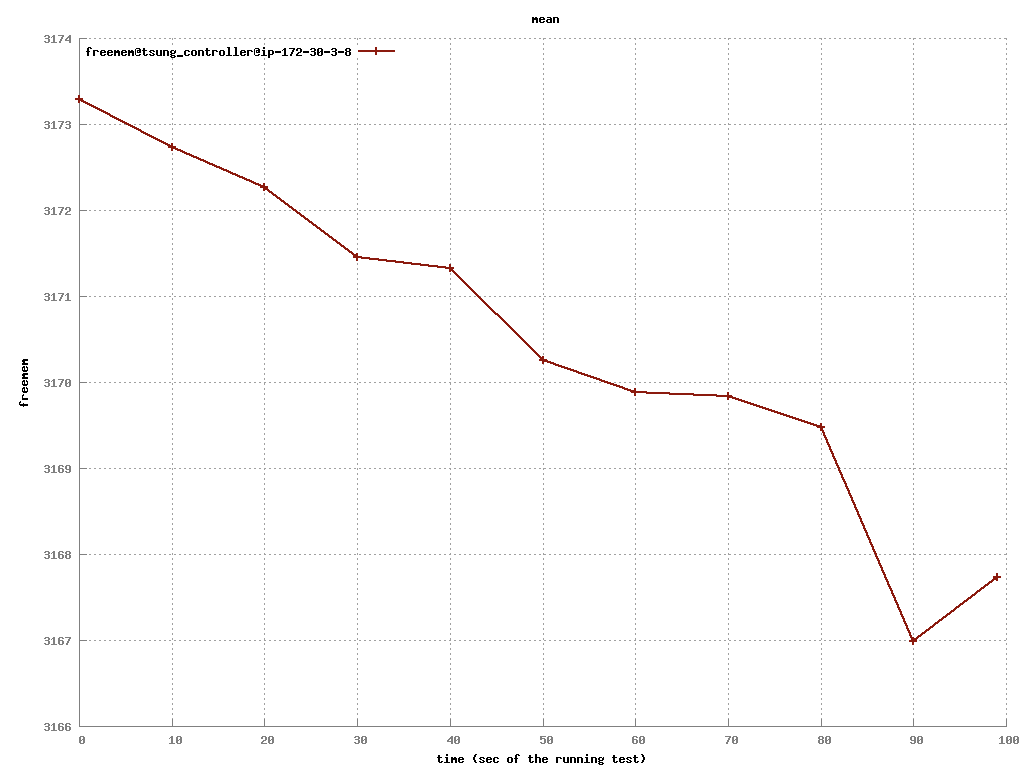 mean
freemem@tsung_controller@ip-172-30-3-8
3174
3173
3172
3171
3170
3169
3168
3167
3166
freemem
0 10 20 30 40 50 60 70 80 90 100
time (sec of the running test)